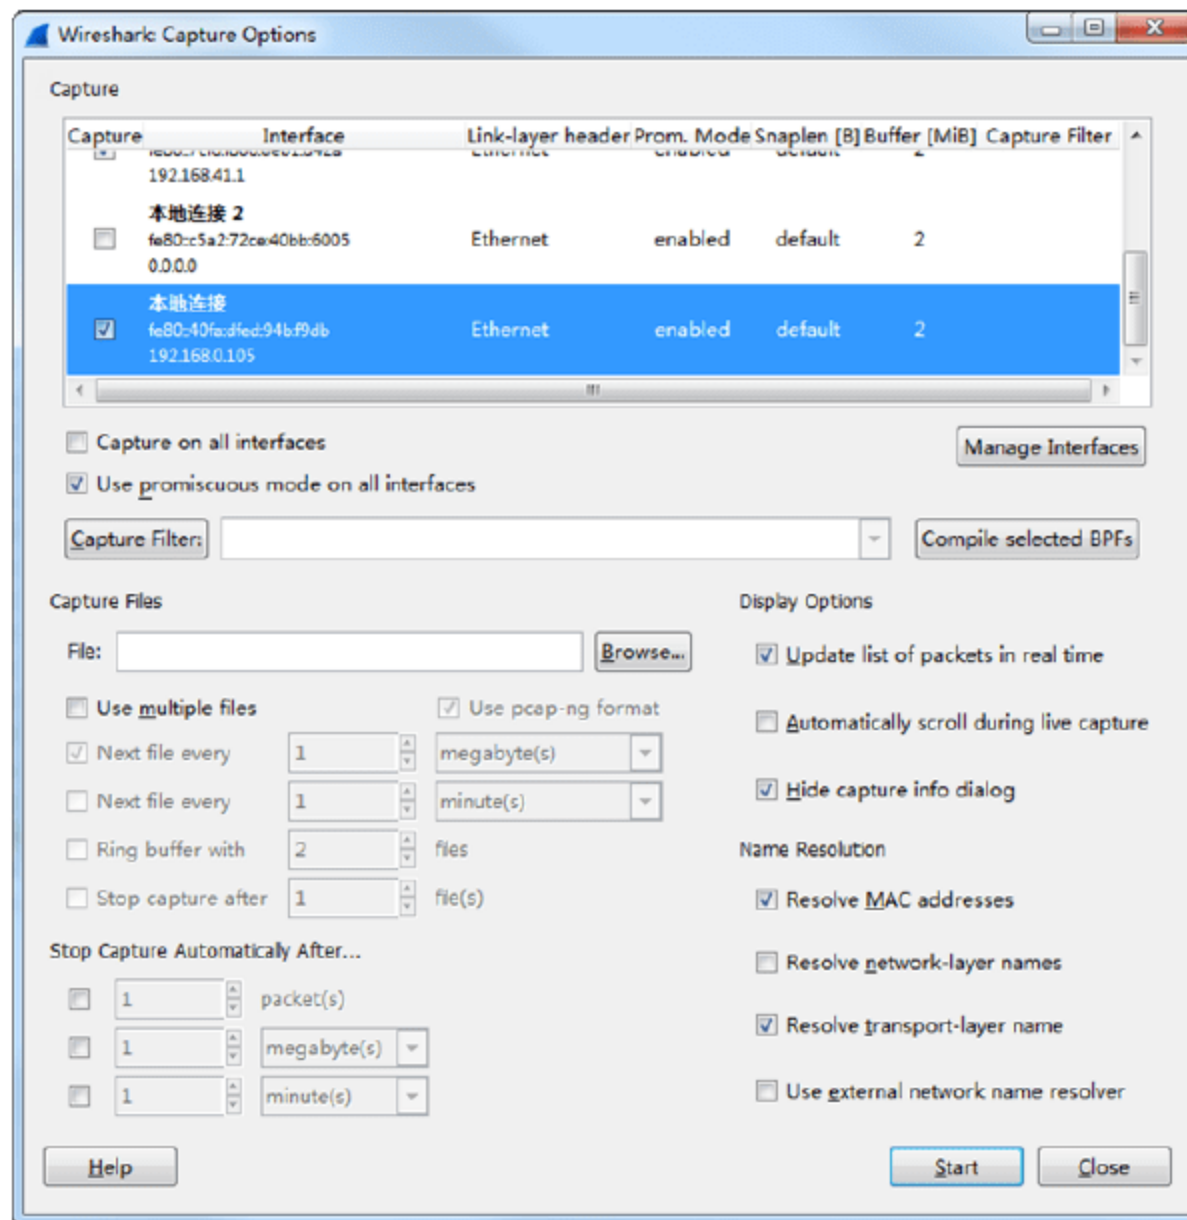 Wireshark: Capture Options
Capture
Capture Interface Link-layer header Prom. Mode Snaplen [B] Buffer [MiB] Capture Filter
192.168.41.1
本地连接 2
fe80::c5a2:72ce:40bb:6005 Ethernet enabled default 2
0.0.0.0
本地连接
fe80::40fa:dfed:94b:f9db Ethernet enabled default 2
192.168.0.105
Capture on all interfaces
Manage Interfaces
Use promiscuous mode on all interfaces
Capture Filter:
Compile selected BPFs
Capture Files
File:
Browse...
Use multiple files
Use pcap-ng format
Next file every 1 megabyte(s)
Next file every 1 minute(s)
Ring buffer with 2 files
Stop capture after 1 file(s)
Stop Capture Automatically After...
1 packet(s)
1 megabyte(s)
1 minute(s)
Display Options
Update list of packets in real time
Automatically scroll during live capture
Hide capture info dialog
Name Resolution
Resolve MAC addresses
Resolve network-layer names
Resolve transport-layer name
Use external network name resolver
Help
Start
Close